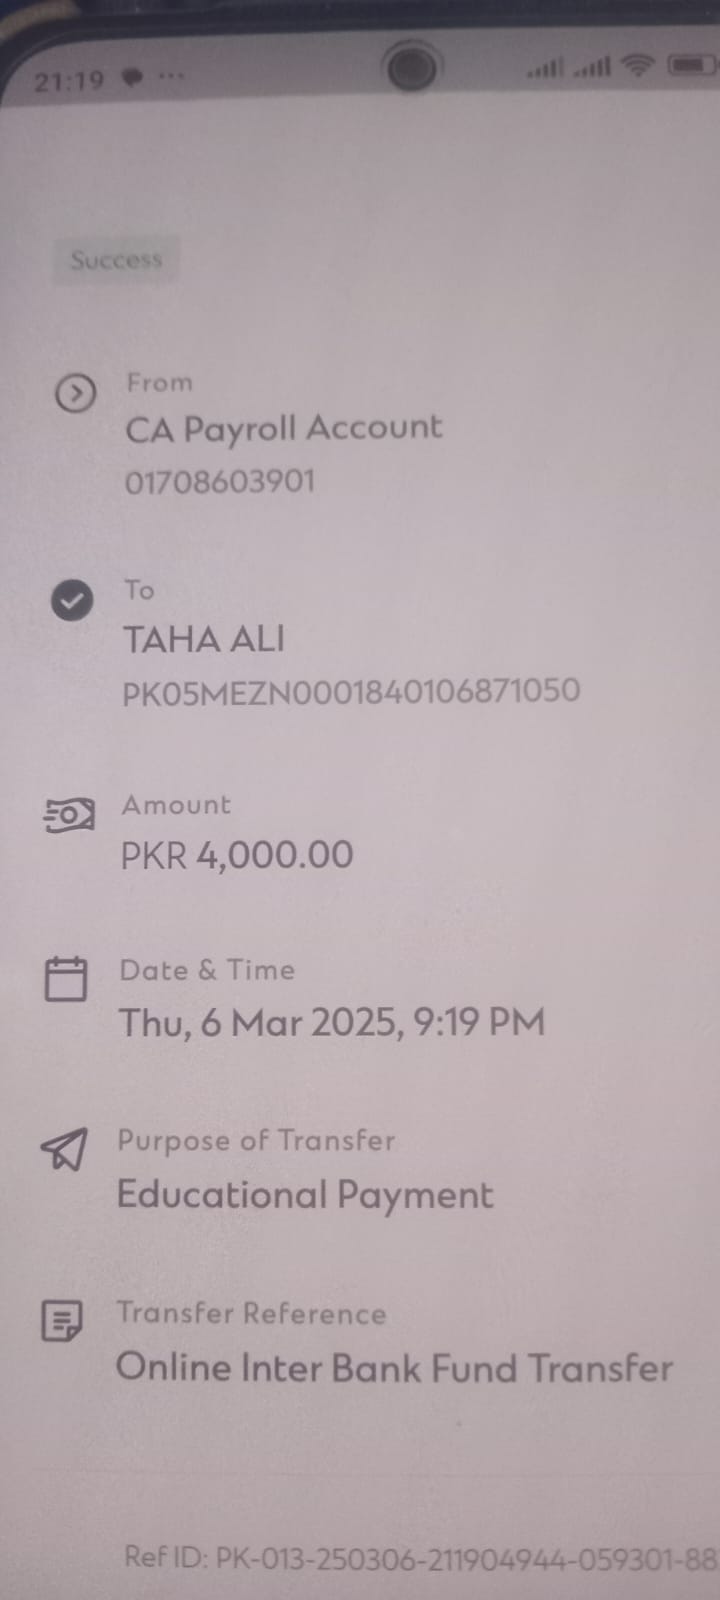 21:19
Success
From
CA Payroll Account
01708603901
To
TAHA ALI
PK05MEZN0001840106871050
Amount
PKR 4,000.00
Date & Time
Thu, 6 Mar 2025, 9:19 PM
Purpose of Transfer
Educational Payment
Transfer Reference
Online Inter Bank Fund Transfer
Ref ID: PK-013-250306-211904944-059301-88